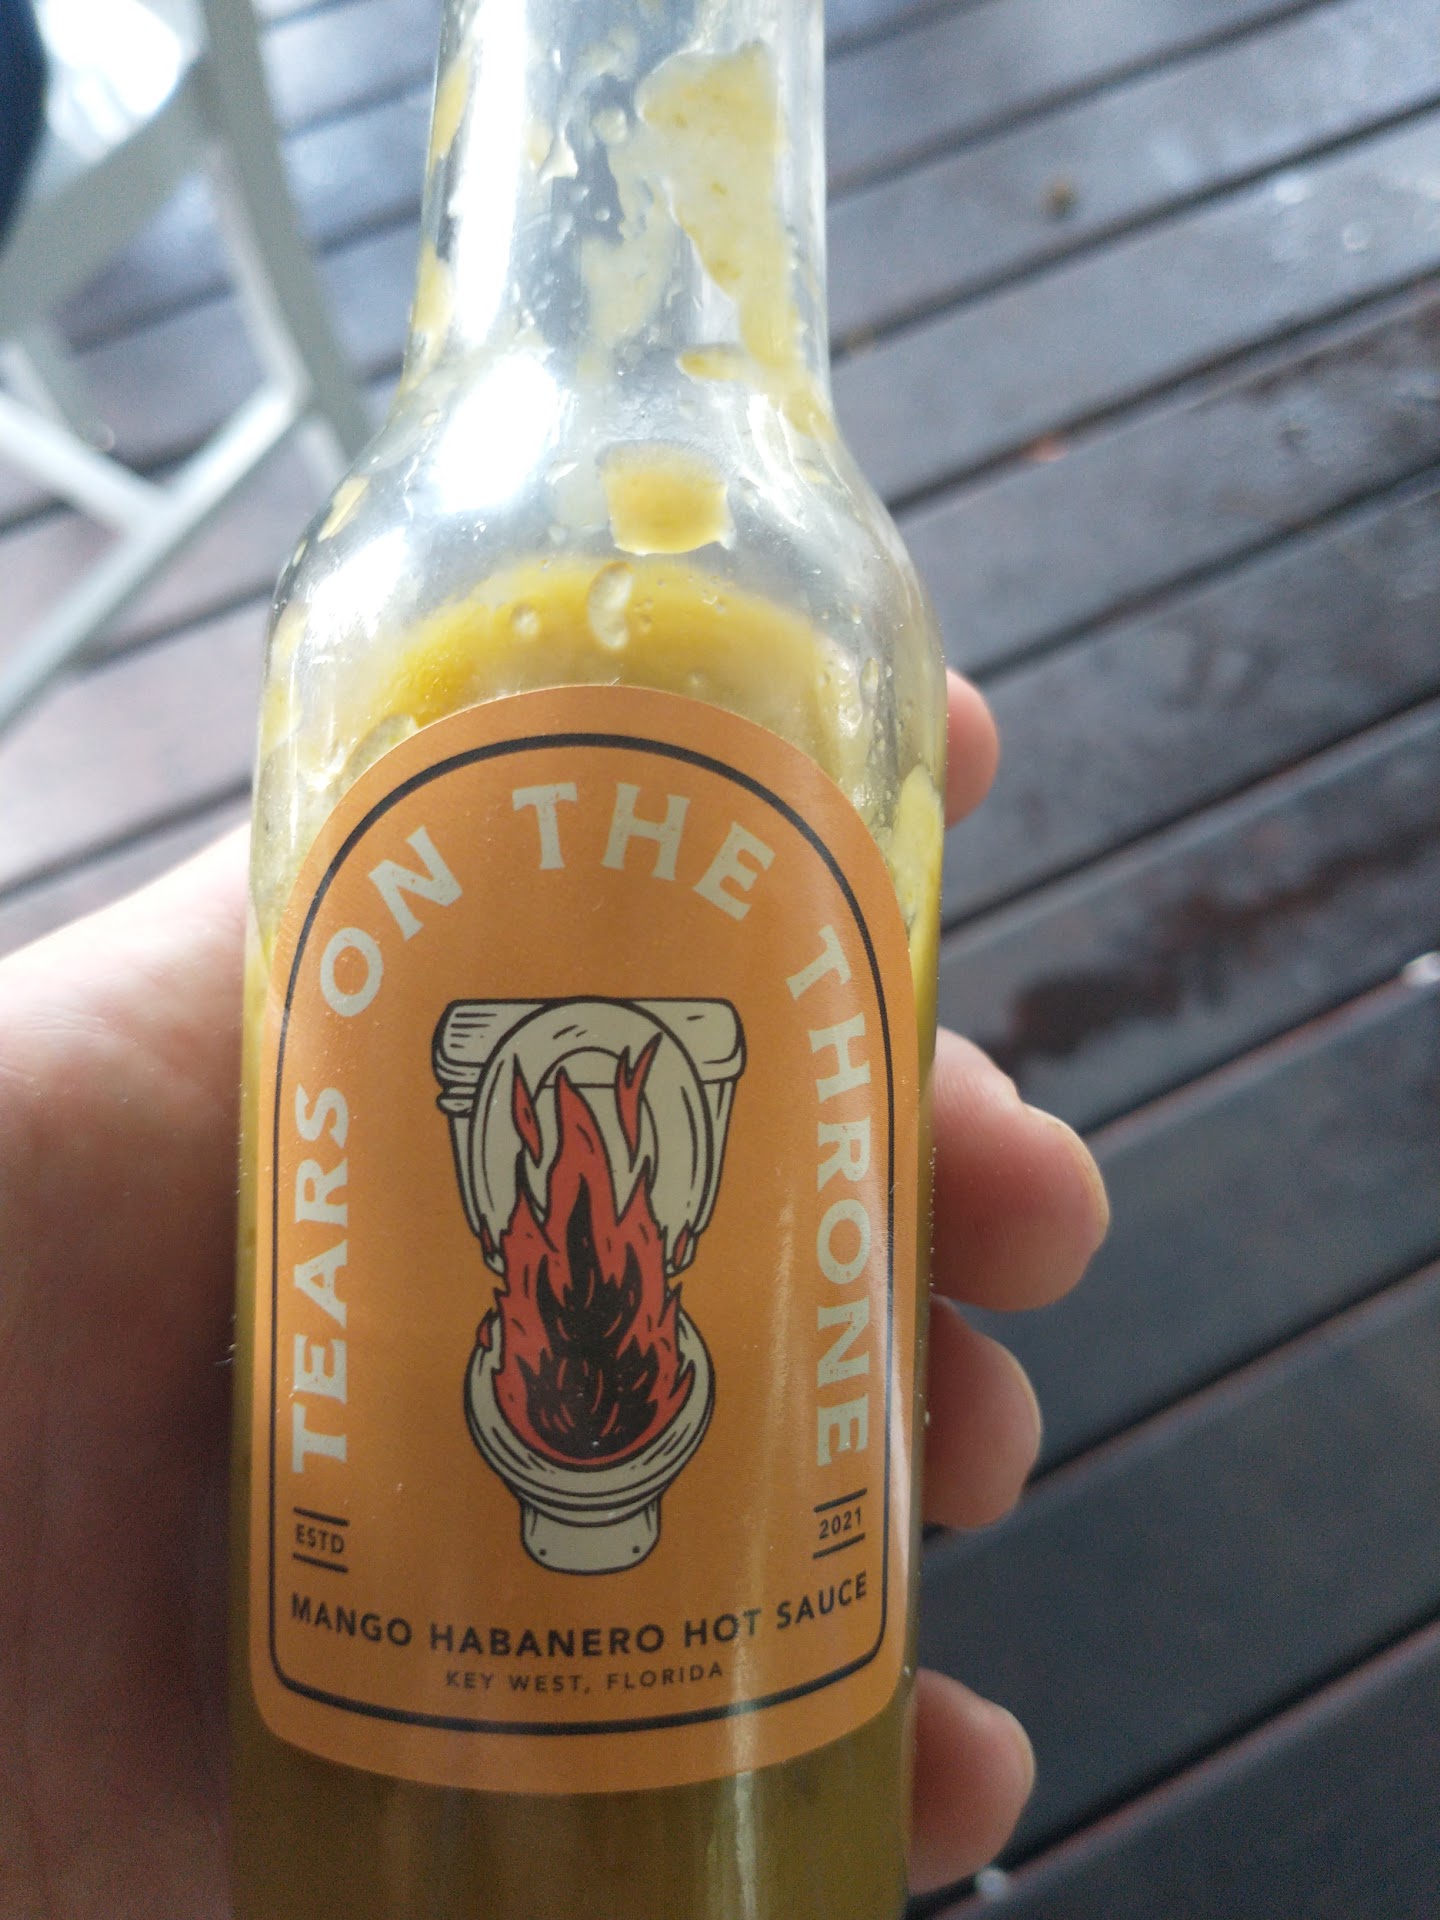 TEARS ON THE THRONE
ESTD
2021
MANGO HABANERO HOT SAUCE
KEY WEST, FLORIDA